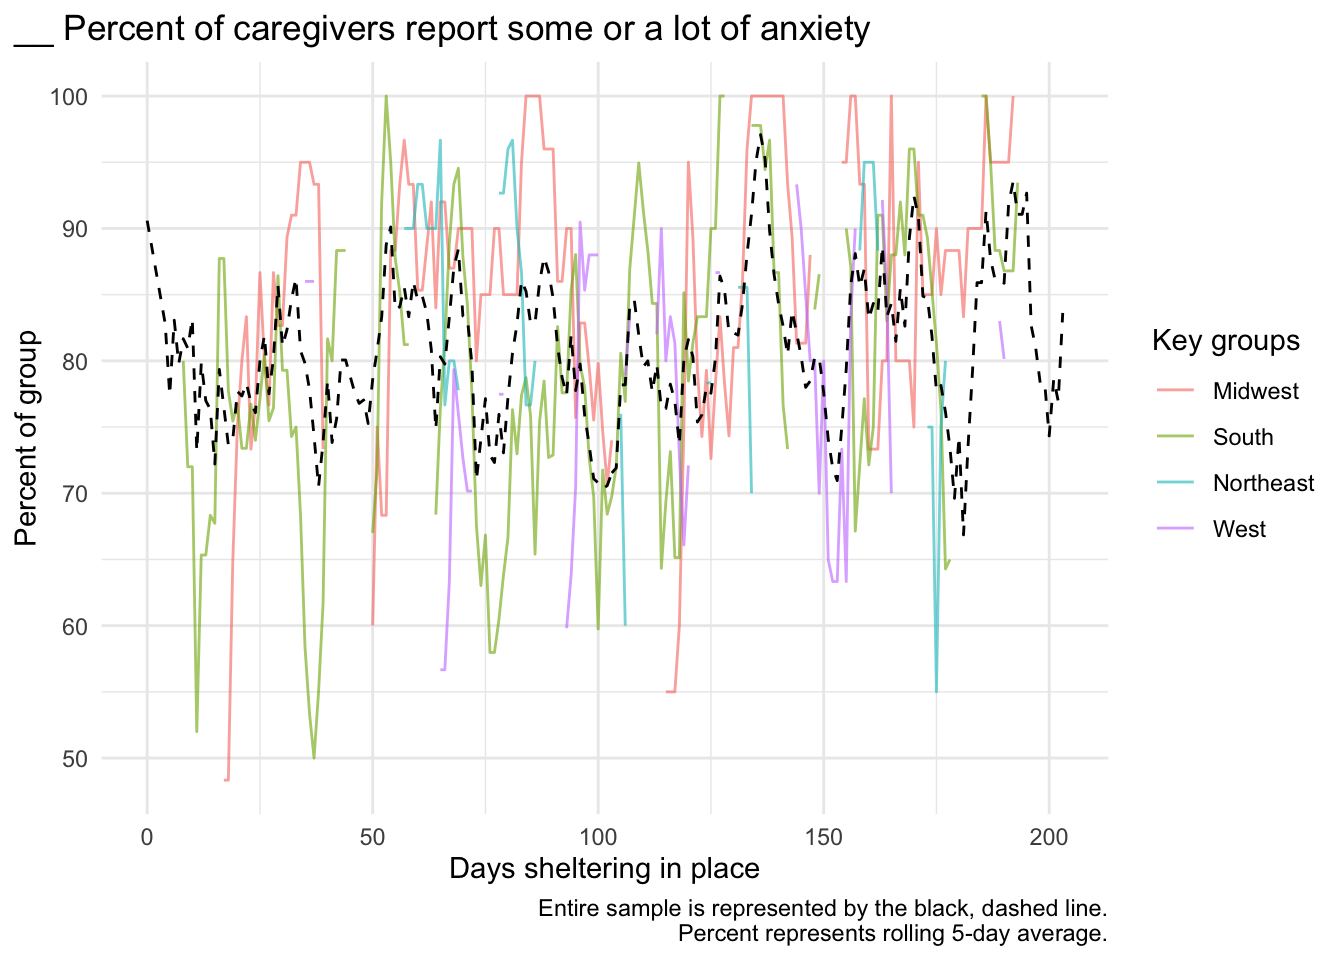 __ Percent of caregivers report some or a lot of anxiety
100
90
80
70
60
50
Percent of group
0 50 100 150 200
Days sheltering in place
Key groups
Midwest
South
Northeast
West
Entire sample is represented by the black, dashed line.
Percent represents rolling 5-day average.